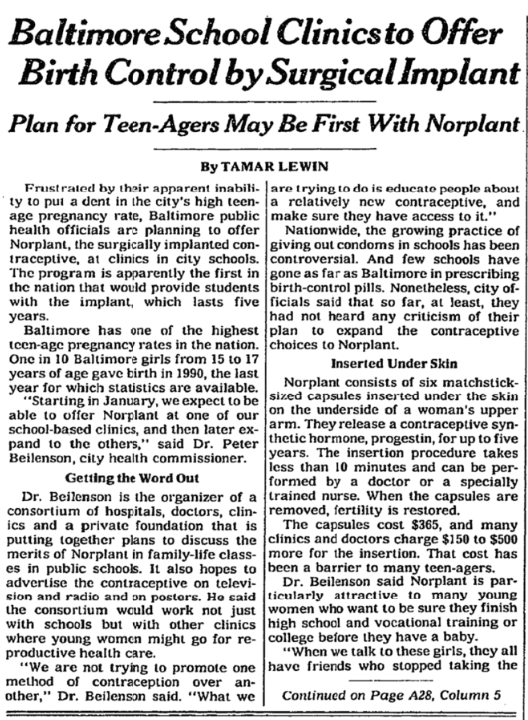 Baltimore School Clinics to Offer
Birth Control by Surgical Implant
Plan for Teen-Agers May Be First With Norplant
By TAMAR LEWIN
Frustrated by their apparent inabili-
ty to put a dent in the city's high teen-
age pregnancy rate, Baltimore public
health officials are planning to offer
Norplant, the surgically implanted con-
traceptive, at clinics in city schools.
The program is apparently the first in
the nation that would provide students
with the implant, which lasts five
years.
Baltimore has one of the highest
teen-age pregnancy rates in the nation.
One in 10 Baltimore girls from 15 to 17
years of age gave birth in 1990, the last
year for which statistics are available.
"Starting in January, we expect to be
able to offer Norplant at one of our
school-based clinics, and then later ex-
pand to the others," said Dr. Peter
Beilenson, city health commissioner.
Getting the Word Out
Dr. Beilenson is the organizer of a
consortium of hospitals, doctors, clin-
ics and a private foundation that is
putting together plans to discuss the
merits of Norplant in family-life class-
es in public schools. It also hopes to
advertise the contraceptive on televi-
sion and radio and on posters. He said
the consortium would work not just
with schools but with other clinics
where young women might go for re-
productive health care.
"We are not trying to promote one
method of contraception over an-
other," Dr. Beilenson said. "What we
are trying to do is educate people about
a relatively new contraceptive, and
make sure they have access to it."
Nationwide, the growing practice of
giving out condoms in schools has been
controversial. And few schools have
gone as far as Baltimore in prescribing
birth-control pills. Nonetheless, city of-
ficials said that so far, at least, they
had not heard any criticism of their
plan to expand the contraceptive
choices to Norplant.
Inserted Under Skin
Norplant consists of six matchstick-
sized capsules inserted under the skin
on the underside of a woman's upper
arm. They release a contraceptive syn-
thetic hormone, progestin, for up to five
years. The insertion procedure takes
less than 10 minutes and can be per-
formed by a doctor or a specially
trained nurse. When the capsules are
removed, fertility is restored.
The capsules cost $365, and many
clinics and doctors charge $150 to $500
more for the insertion. That cost has
been a barrier to many teen-agers.
Dr. Beilenson said Norplant is par-
ticularly attractive to many young
women who want to be sure they finish
high school and vocational training or
college before they have a baby.
"When we talk to these girls, they all
have friends who stopped taking the
Continued on Page A28, Column 5